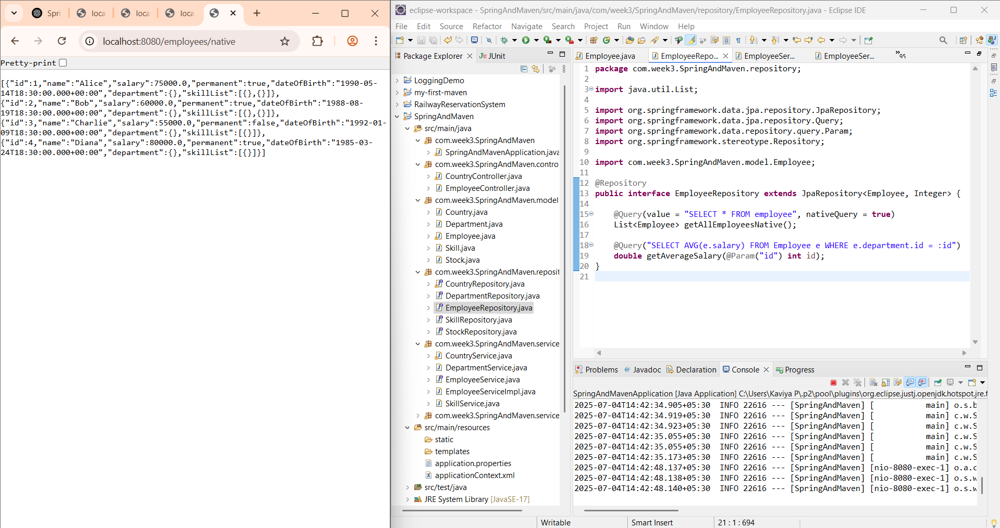 Spri
loca
loca
loca
localhost:8080/employees/native
Pretty-print
[{"id":1,"name":"Alice","salary":75000.0,"permanent":true,"dateOfBirth":"1990-05-
14T18:30:00.000+00:00","department":{},"skillList":[{},{}]},
{"id":2,"name":"Bob","salary":60000.0,"permanent":true,"dateOfBirth":"1988-08-
19T18:30:00.000+00:00","department":{},"skillList":[{},{}]},
{"id":3,"name":"Charlie","salary":55000.0,"permanent":false,"dateOfBirth":"1992-01-
09T18:30:00.000+00:00","department":{},"skillList":[{}]},
{"id":4,"name":"Diana","salary":80000.0,"permanent":true,"dateOfBirth":"1985-03-
24T18:30:00.000+00:00","department":{},"skillList":[{}]}]
eclipse-workspace - SpringAndMaven/src/main/java/com/week3/SpringAndMaven/repository/EmployeeRepository.java - Eclipse IDE
File Edit Source Refactor Navigate Search Project Run Window Help
Package Explorer
JUnit
LoggingDemo
my-first-maven
RailwayReservationSystem
SpringAndMaven
src/main/java
com.week3.SpringAndMaven
SpringAndMavenApplication.java
com.week3.SpringAndMaven.contro
CountryController.java
EmployeeController.java
com.week3.SpringAndMaven.model
Country.java
Department.java
Employee.java
Skill.java
Stock.java
com.week3.SpringAndMaven.reposit
CountryRepository.java
DepartmentRepository.java
EmployeeRepository.java
SkillRepository.java
StockRepository.java
com.week3.SpringAndMaven.service
CountryService.java
DepartmentService.java
EmployeeService.java
EmployeeServiceImpl.java
SkillService.java
com.week3.SpringAndMaven.service
src/main/resources
static
templates
application.properties
applicationContext.xml
src/test/java
JRE System Library [JavaSE-17]
Employee.java EmployeeRepo... EmployeeSer... EmployeeSer... »95
1 package com.week3.SpringAndMaven.repository;
2
3 import java.util.List;
4
5 import org.springframework.data.jpa.repository.JpaRepository;
6 import org.springframework.data.jpa.repository.Query;
7 import org.springframework.data.repository.query.Param;
8 import org.springframework.stereotype.Repository;
9
10 import com.week3.SpringAndMaven.model.Employee;
11
12 @Repository
13 public interface EmployeeRepository extends JpaRepository<Employee, Integer> {
14
15 @Query(value = "SELECT * FROM employee", nativeQuery = true)
16 List<Employee> getAllEmployeesNative();
17
18 @Query("SELECT AVG(e.salary) FROM Employee e WHERE e.department.id = :id")
19 double getAverageSalary(@Param("id") int id);
20 }
21
Problems Javadoc Declaration Console Progress
SpringAndMavenApplication [Java Application] C:\Users\Kaviya P\.p2\pool\plugins\org.eclipse.justj.openjdk.hotspot.jre.f
2025-07-04T14:42:34.905+05:30 INFO 22616 --- [SpringAndMaven] [ main] o.s.b
2025-07-04T14:42:34.919+05:30 INFO 22616 --- [SpringAndMaven] [ main] c.w.S
2025-07-04T14:42:34.923+05:30 INFO 22616 --- [SpringAndMaven] [ main] c.w.S
2025-07-04T14:42:35.055+05:30 INFO 22616 --- [SpringAndMaven] [ main] c.w.S
2025-07-04T14:42:35.055+05:30 INFO 22616 --- [SpringAndMaven] [ main] c.w.S
2025-07-04T14:42:35.173+05:30 INFO 22616 --- [SpringAndMaven] [ main] c.w.S
2025-07-04T14:42:48.137+05:30 INFO 22616 --- [SpringAndMaven] [nio-8080-exec-1] o.a.c
2025-07-04T14:42:48.138+05:30 INFO 22616 --- [SpringAndMaven] [nio-8080-exec-1] o.s.w
2025-07-04T14:42:48.140+05:30 INFO 22616 --- [SpringAndMaven] [nio-8080-exec-1] o.s.w
Writable
Smart Insert
21 : 1 : 694